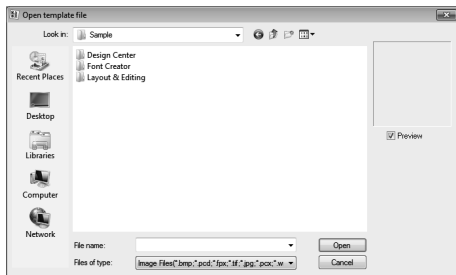 Open template file
Look in:
Sample
Recent Places
Desktop
Libraries
Computer
Network
Design Center
Font Creator
Layout & Editing
Preview
File name:
Open
Files of type:
Image Files(*.bmp;*.pcd;*.fpx;*.tif;*.jpg;*.pcx;*.w
Cancel